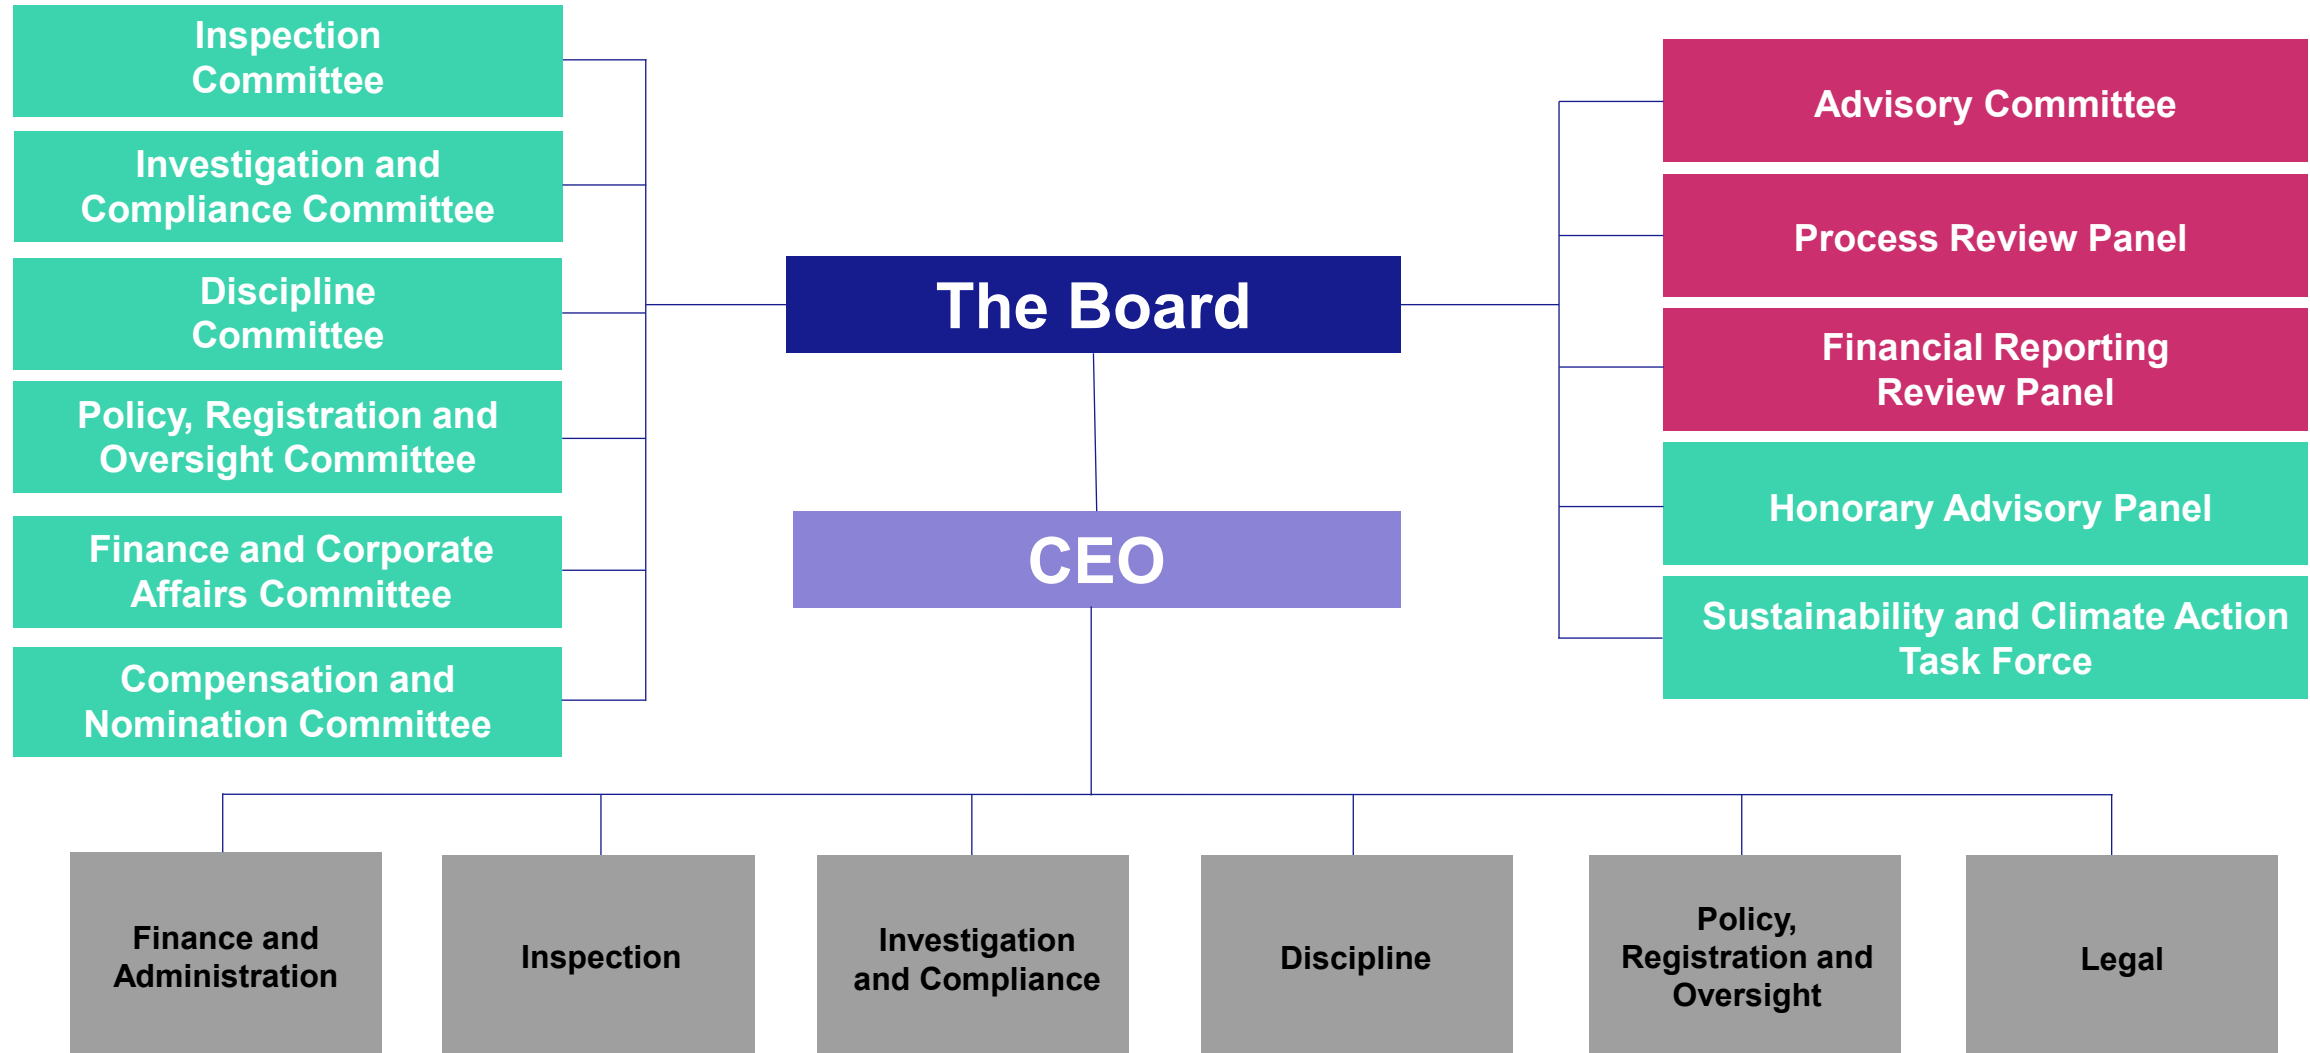 Inspection
Committee
Investigation and
Compliance Committee
Discipline
Committee
Policy, Registration and
Oversight Committee
Finance and Corporate
Affairs Committee
Compensation and
Nomination Committee
The Board
CEO
Advisory Committee
Process Review Panel
Financial Reporting
Review Panel
Honorary Advisory Panel
Sustainability and Climate Action
Task Force
Finance and
Administration
Inspection
Investigation
and Compliance
Discipline
Policy,
Registration and
Oversight
Legal